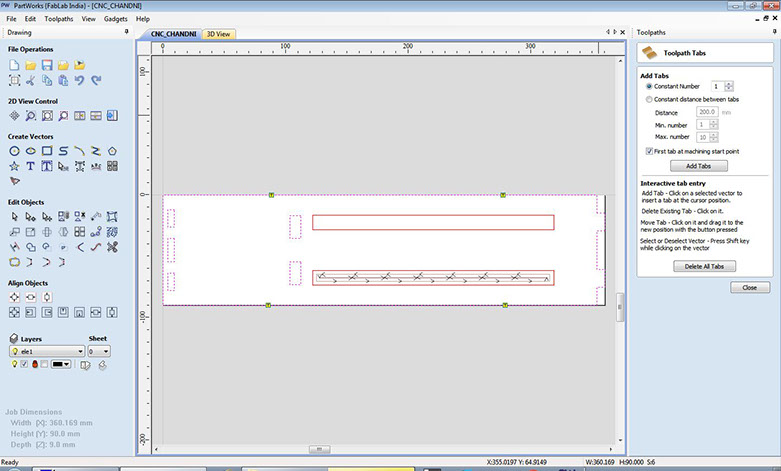 PW PartWorks {FabLab India} - [CNC_CHANDNI]
File Edit Toolpaths View Gadgets Help
Drawing
File Operations
2D View Control
Create Vectors
Edit Objects
Align Objects
Layers Sheet
ele1 0
Job Dimensions
Width [X]: 360.169 mm
Height [Y]: 90.0 mm
Depth [Z]: 9.0 mm
CNC_CHANDNI 3D View
0 100 200 300
100
0
-100
-200
Toolpaths
Toolpath Tabs
Add Tabs
Constant Number 1
Constant distance between tabs
Distance 200.0 mm
Min. number 1
Max. number 10
First tab at machining start point
Add Tabs
Interactive tab entry
Add Tab - Click on a selected vector to
insert a tab at the cursor position.
Delete Existing Tab - Click on it.
Move Tab - Click on it and drag it to the
new position with the button pressed
Select or Deselect Vector - Press Shift key
while clicking on the vector
Delete All Tabs
Close
Ready X:355.0197 Y: 64.9149 W:360.169 H:90.000 S:6